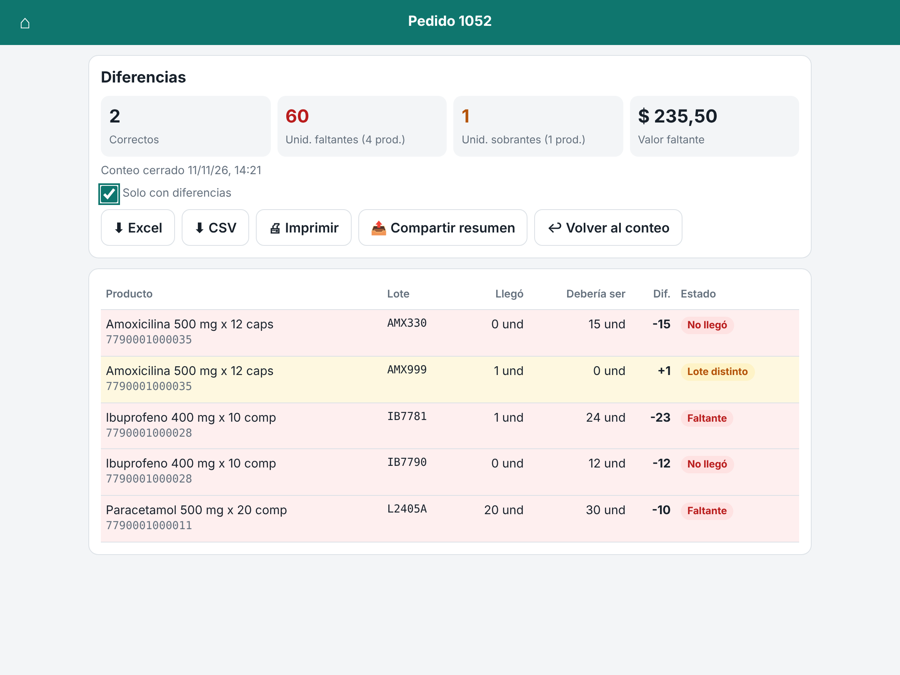 Pedido 1052
Diferencias
2
Correctos
60
Unid. faltantes (4 prod.)
1
Unid. sobrantes (1 prod.)
$ 235,50
Valor faltante
Conteo cerrado 11/11/26, 14:21
Solo con diferencias
Excel
CSV
Imprimir
Compartir resumen
Volver al conteo
Producto Lote Llegó Debería ser Dif. Estado
Amoxicilina 500 mg x 12 caps AMX330 0 und 15 und -15 No llegó
7790001000035
Amoxicilina 500 mg x 12 caps AMX999 1 und 0 und +1 Lote distinto
7790001000035
Ibuprofeno 400 mg x 10 comp IB7781 1 und 24 und -23 Faltante
7790001000028
Ibuprofeno 400 mg x 10 comp IB7790 0 und 12 und -12 No llegó
7790001000028
Paracetamol 500 mg x 20 comp L2405A 20 und 30 und -10 Faltante
7790001000011